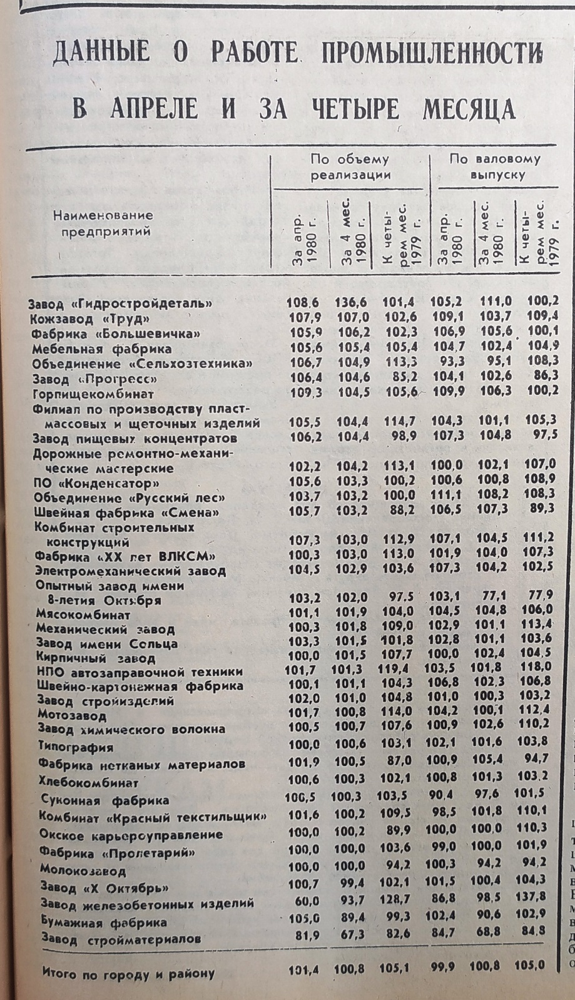 ДАННЫЕ О РАБОТЕ ПРОМЫШЛЕННОСТИ
В АПРЕЛЕ И ЗА ЧЕТЫРЕ МЕСЯЦА
Наименование
предприятий
По объему
реализации
По валовому
выпуску
За апр.
1980 г.
За 4 мес.
1980 г.
К четы-
рем мес.
1979 г.
За апр.
1980 г.
За 4 мес.
1980 г.
К четы-
рем мес.
1979 г.
Завод «Гидростройдеталь» 108,6 136,6 101,4 105,2 111,0 100,2
Кожзавод «Труд» 107,9 107,0 102,6 109,1 103,7 109,4
Фабрика «Большевичка» 105,9 106,2 102,3 106,9 105,6 100,1
Мебельная фабрика 105,6 105,4 105,4 104,7 102,4 104,9
Объединение «Сельхозтехника» 106,7 104,9 113,3 93,3 95,1 108,3
Завод «Прогресс» 106,4 104,6 85,2 104,1 102,6 86,3
Горпищекомбинат 109,3 104,5 105,6 109,9 106,3 100,2
Филиал по производству пласт-
массовых и щеточных изделий 105,5 104,4 114,7 104,3 101,1 105,3
Завод пищевых концентратов 106,2 104,4 98,9 107,3 104,8 97,5
Дорожные ремонтно-механи-
ческие мастерские 102,2 104,2 113,1 100,0 102,1 107,0
ПО «Конденсатор» 105,6 103,3 100,2 100,6 100,8 108,9
Объединение «Русский лес» 103,7 103,2 100,0 111,1 108,2 108,3
Швейная фабрика «Смена» 105,7 103,2 88,2 106,5 107,3 89,3
Комбинат строительных
конструкций 107,3 103,0 112,9 107,1 104,5 111,2
Фабрика «XX лет ВЛКСМ» 100,3 103,0 113,0 101,9 104,0 107,3
Электромеханический завод 104,5 102,9 103,6 107,3 104,2 102,5
Опытный завод имени
8-летия Октября 103,2 102,0 97.5 103,1 77,1 77,9
Мясокомбинат 101,1 101,9 104,0 104,5 104,8 106,0
Механический завод 100,3 101,8 109,0 102,9 101,1 113,4
Завод имени Сольца 103,3 101,5 101,8 102,8 101,1 103,6
Кирпичный завод 100,0 101,5 107,7 100,0 102,4 104,5
НПО автозаправочной техники 101,7 101,3 119,4 103,5 101,8 118,0
Швейно-картонежная фабрика 100,1 101,1 104,3 106,8 102,3 106,8
Завод стройизделий 102,0 101,0 104,8 101,0 100,3 103,2
Мотозавод 101,7 100,8 114,0 104,2 100,1 112,4
Завод химического волокна 100,5 100,7 107,6 100,9 102,6 110,2
Типография 100,0 100,6 103,1 102,1 101,6 103,8
Фабрика нетканых материалов 101,9 100,5 87,0 100,9 105,4 94,7
Хлебокомбинат 100,6 100,3 102,1 100,8 101,3 103,2
Суконная фабрика 100,5 100,3 103,5 90,4 97,6 101,5
Комбинат «Красный текстильщик» 101,6 100,2 109,5 98,5 101,8 110,1
Окское карьероуправление 100,0 100,2 89,9 100,0 100,0 110,3
Фабрика «Пролетарий» 100,0 100,0 103,6 99,0 100,0 101,9
Молокозавод 100,0 100,0 94,2 100,3 94,2 94,2
Завод «X Октябрь» 100,7 99,4 102,1 101,5 100,4 104,3
Завод железобетонных изделий 60,0 93,7 128,7 86,8 98,5 137,8
Бумажная фабрика 105,0 89,4 99,3 102,4 90,6 102,9
Завод стройматериалов 81,9 67,3 82,6 84,7 68,8 84,8
Итого по городу и району 101,4 100,8 105,1 99,9 100,8 105,0